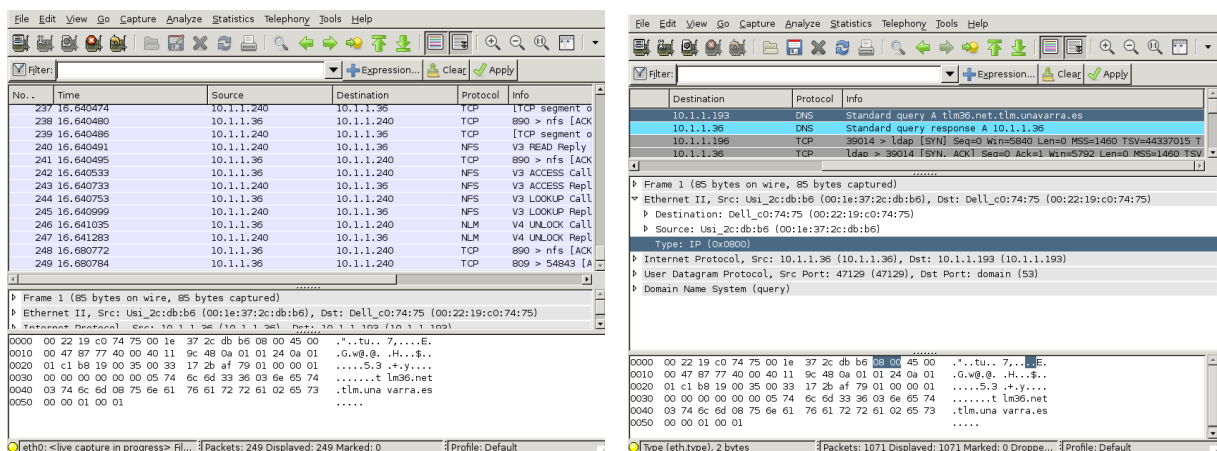 File Edit View Go Capture Analyze Statistics Telephony Tools Help
Filter: Expression... Clear Apply
No.. Time Source Destination Protocol Info
237 16.640474 10.1.1.240 10.1.1.36 TCP [TCP segment o
238 16.640480 10.1.1.36 10.1.1.240 TCP 890 > nfs [ACK
239 16.640486 10.1.1.240 10.1.1.36 TCP [TCP segment o
240 16.640491 10.1.1.240 10.1.1.36 NFS V3 READ Reply
241 16.640495 10.1.1.36 10.1.1.240 TCP 890 > nfs [ACK
242 16.640533 10.1.1.36 10.1.1.240 NFS V3 ACCESS Call
243 16.640733 10.1.1.240 10.1.1.36 NFS V3 ACCESS Repl
244 16.640753 10.1.1.36 10.1.1.240 NFS V3 LOOKUP Call
245 16.640999 10.1.1.240 10.1.1.36 NFS V3 LOOKUP Repl
246 16.641035 10.1.1.36 10.1.1.240 NLM V4 UNLOCK Call
247 16.641283 10.1.1.240 10.1.1.36 NLM V4 UNLOCK Repl
248 16.680772 10.1.1.36 10.1.1.240 TCP 890 > nfs [ACK
249 16.680784 10.1.1.36 10.1.1.240 TCP 809 > 54843 [A
Frame 1 (85 bytes on wire, 85 bytes captured)
Ethernet II, Src: Usi_2c:db:b6 (00:1e:37:2c:db:b6), Dst: Dell_c0:74:75 (00:22:19:c0:74:75)
Internet Protocol, Src: 10.1.1.36 (10.1.1.36), Dst: 10.1.1.193 (10.1.1.193)
0000 00 22 19 c0 74 75 00 1e 37 2c db b6 08 00 45 00 ."..tu.. 7,....E.
0010 00 47 87 77 40 00 40 11 9c 48 0a 01 01 24 0a 01 .G.w@.@. .H...$..
0020 01 c1 b8 19 00 35 00 33 17 2b af 79 01 00 00 01 .....5.3 .+.y....
0030 00 00 00 00 00 00 05 74 6c 6d 33 36 03 6e 65 74 .......t lm36.net
0040 03 74 6c 6d 08 75 6e 61 76 61 72 72 61 02 65 73 .tlm.una varra.es
0050 00 00 01 00 01 .....
eth0: <live capture in progress> Fil... Packets: 249 Displayed: 249 Marked: 0 Profile: Default
File Edit View Go Capture Analyze Statistics Telephony Tools Help
Filter: Expression... Clear Apply
Destination Protocol Info
10.1.1.193 DNS Standard query A tlm36.net.tlm.unavarra.es
10.1.1.36 DNS Standard query response A 10.1.1.36
10.1.1.196 TCP 39014 > ldap [SYN] Seq=0 Win=5840 Len=0 MSS=1460 TSV=44337015 T
10.1.1.36 TCP ldap > 39014 [SYN, ACK] Seq=0 Ack=1 Win=5792 Len=0 MSS=1460 TSV
Frame 1 (85 bytes on wire, 85 bytes captured)
Ethernet II, Src: Usi_2c:db:b6 (00:1e:37:2c:db:b6), Dst: Dell_c0:74:75 (00:22:19:c0:74:75)
Destination: Dell_c0:74:75 (00:22:19:c0:74:75)
Source: Usi_2c:db:b6 (00:1e:37:2c:db:b6)
Type: IP (0x0800)
Internet Protocol, Src: 10.1.1.36 (10.1.1.36), Dst: 10.1.1.193 (10.1.1.193)
User Datagram Protocol, Src Port: 47129 (47129), Dst Port: domain (53)
Domain Name System (query)
0000 00 22 19 c0 74 75 00 1e 37 2c db b6 08 00 45 00 ."..tu.. 7,....E.
0010 00 47 87 77 40 00 40 11 9c 48 0a 01 01 24 0a 01 .G.w@.@. .H...$..
0020 01 c1 b8 19 00 35 00 33 17 2b af 79 01 00 00 01 .....5.3 .+.y....
0030 00 00 00 00 00 00 05 74 6c 6d 33 36 03 6e 65 74 .......t lm36.net
0040 03 74 6c 6d 08 75 6e 61 76 61 72 72 61 02 65 73 .tlm.una varra.es
0050 00 00 01 00 01 .....
Type (eth.type), 2 bytes Packets: 1071 Displayed: 1071 Marked: 0 Droppe... Profile: Default